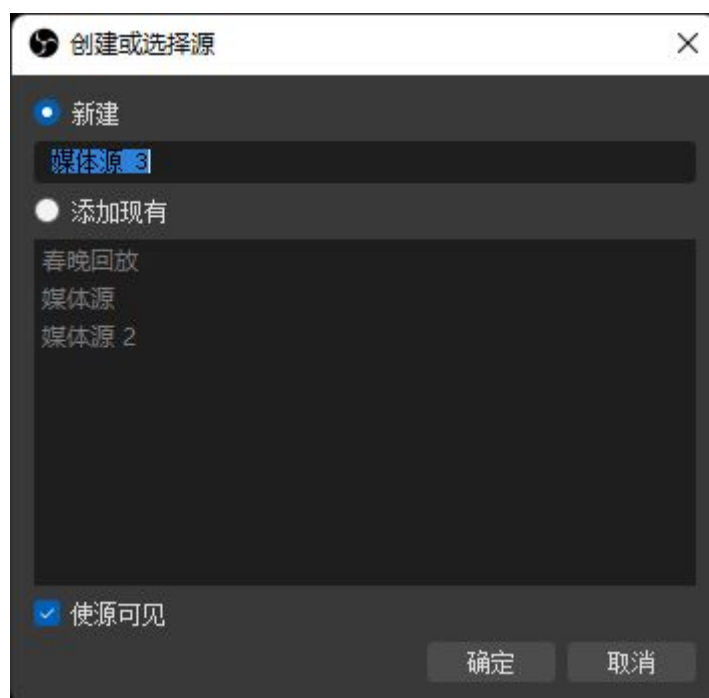 创建或选择源
新建
媒体源 3
添加现有
春晚回放
媒体源
媒体源 2
使源可见
确定 取消